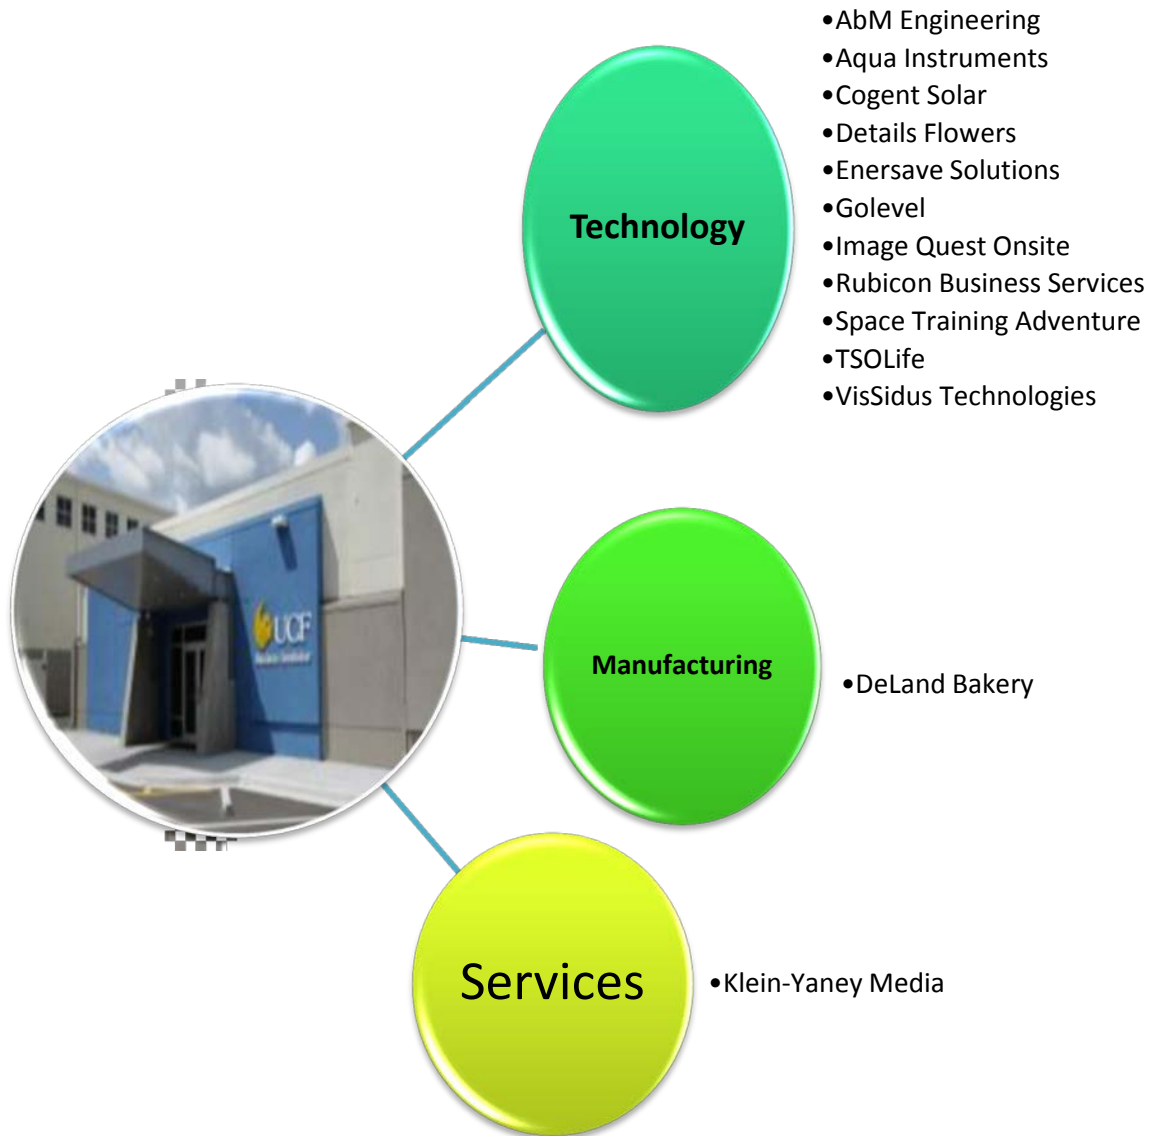 •AbM Engineering
•Aqua Instruments
•Cogent Solar
•Details Flowers
•Enersave Solutions
•Golevel
•Image Quest Onsite
•Rubicon Business Services
•Space Training Adventure
•TSOLife
•VisSidus Technologies
Technology
UCF
Manufacturing
•DeLand Bakery
Services
•Klein-Yaney Media